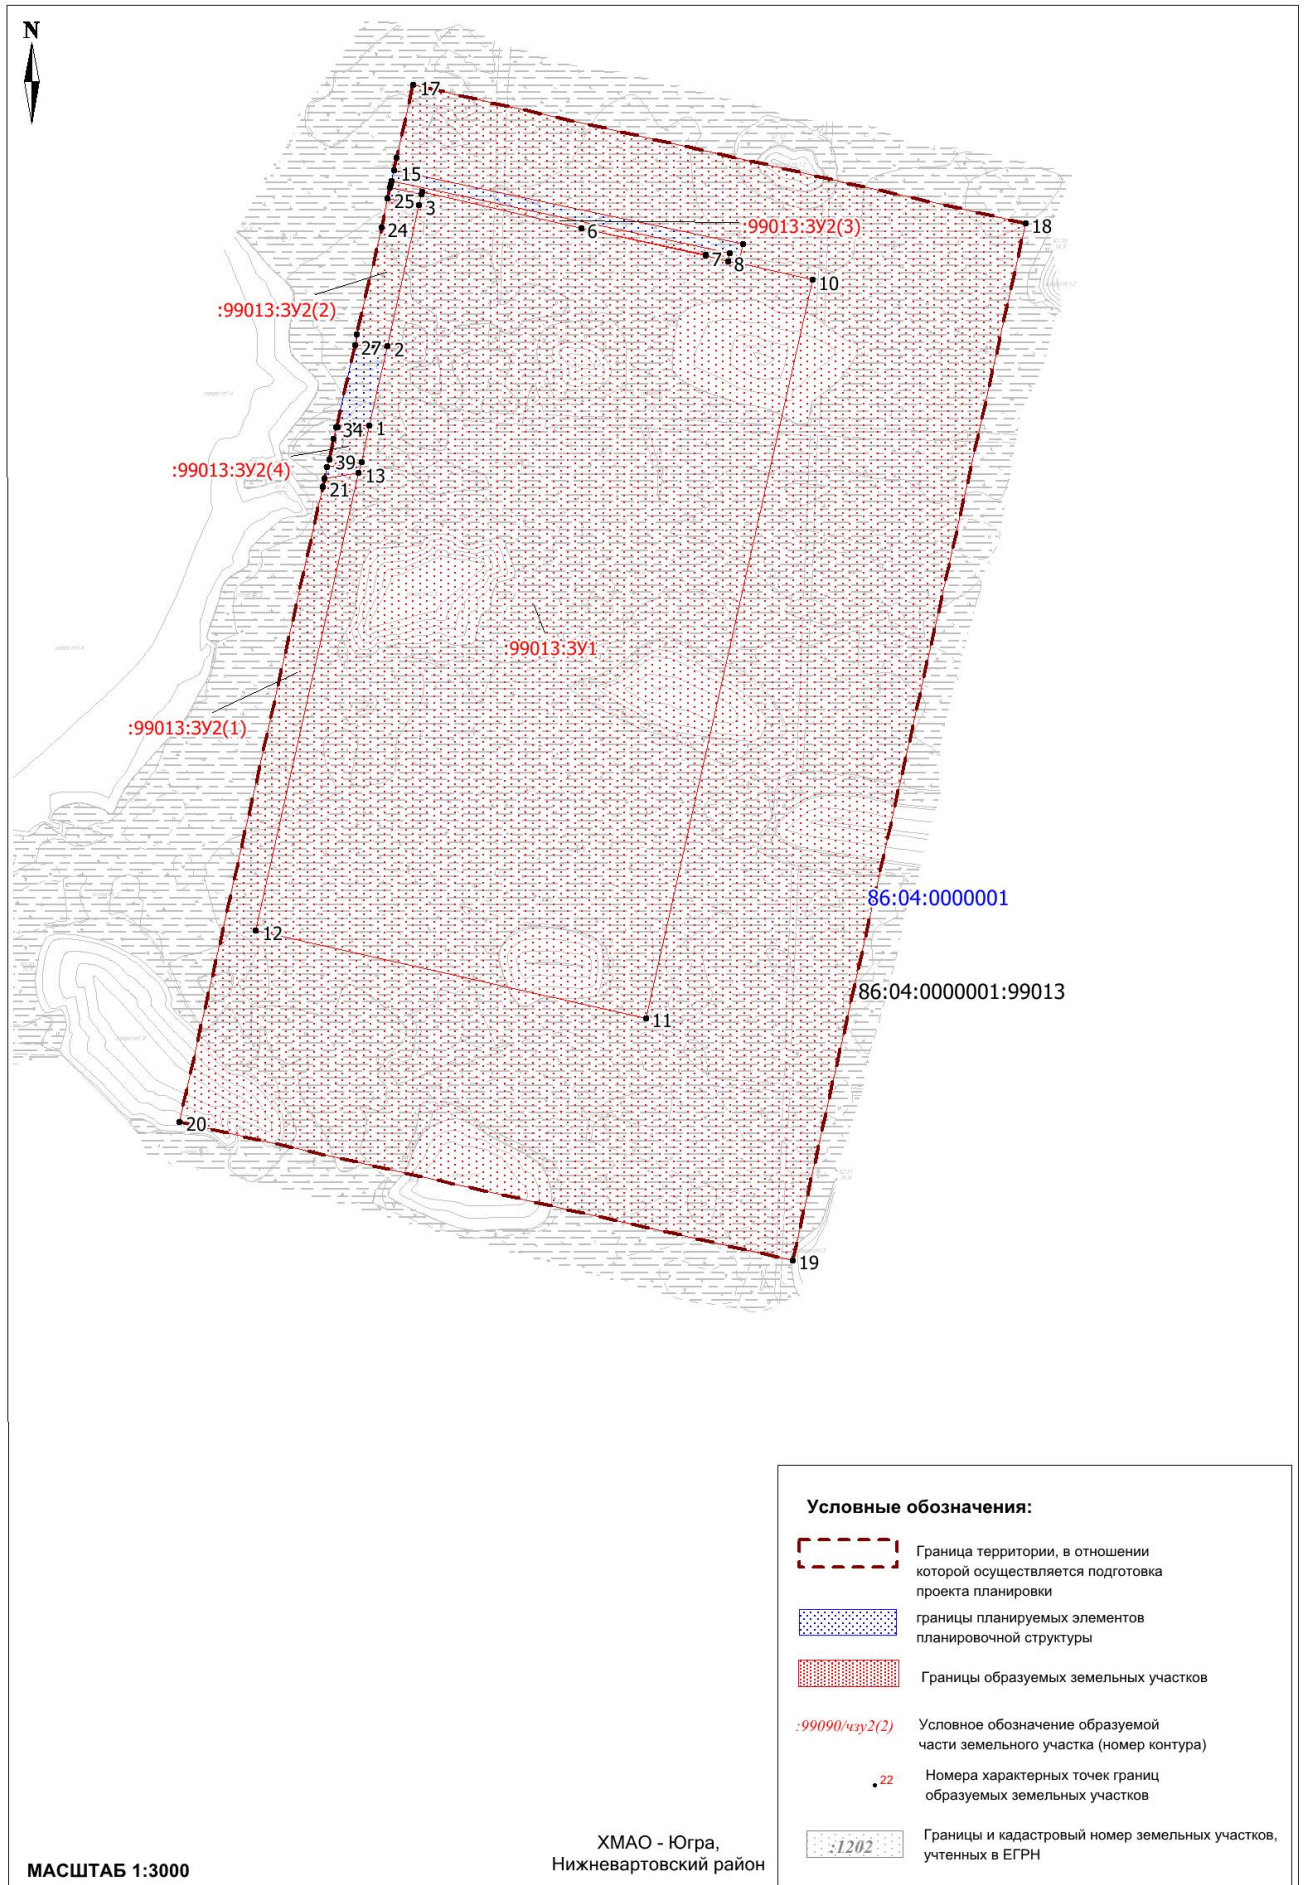 N
17
15
25
3
24
6
:99013:ЗУ2(3)
18
7
8
10
:99013:ЗУ2(2)
27
2
34
1
:99013:ЗУ2(4)
39
13
21
:99013:ЗУ1
:99013:ЗУ2(1)
86:04:0000001
12
86:04:0000001:99013
11
20
19
Условные обозначения:
Граница территории, в отношении
которой осуществляется подготовка
проекта планировки
границы планируемых элементов
планировочной структуры
Границы образуемых земельных участков
:99090/чзу2(2)
Условное обозначение образуемой
части земельного участка (номер контура)
22
Номера характерных точек границ
образуемых земельных участков
:1202
Границы и кадастровый номер земельных участков,
учтенных в ЕГРН
ХМАО - Югра,
Нижневартовский район
МАСШТАБ 1:3000